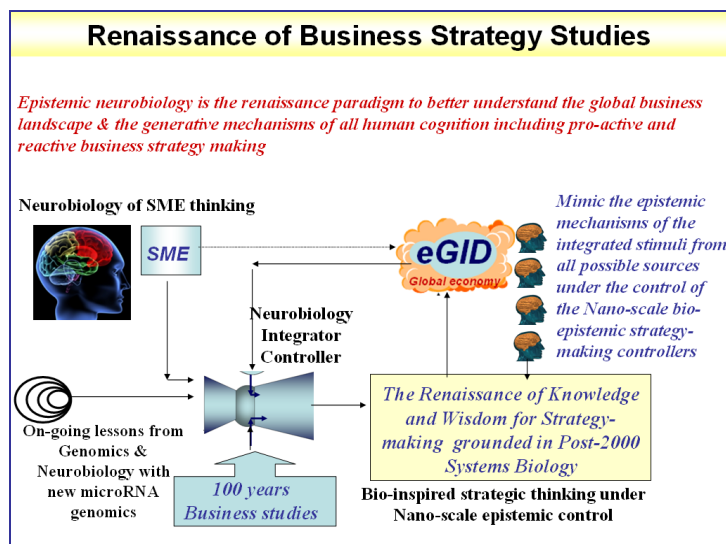 Renaissance of Business Strategy Studies
Epistemic neurobiology is the renaissance paradigm to better understand the global business
landscape & the generative mechanisms of all human cognition including pro-active and
reactive business strategy making
Neurobiology of SME thinking
SME
eGID
Global economy
Mimic the epistemic
mechanisms of the
integrated stimuli from
all possible sources
under the control of
the Nano-scale bio-
epistemic strategy-
making controllers
Neurobiology
Integrator
Controller
On-going lessons from
Genomics &
Neurobiology with
new microRNA
genomics
100 years
Business studies
The Renaissance of Knowledge
and Wisdom for Strategy-
making grounded in Post-2000
Systems Biology
Bio-inspired strategic thinking under
Nano-scale epistemic control